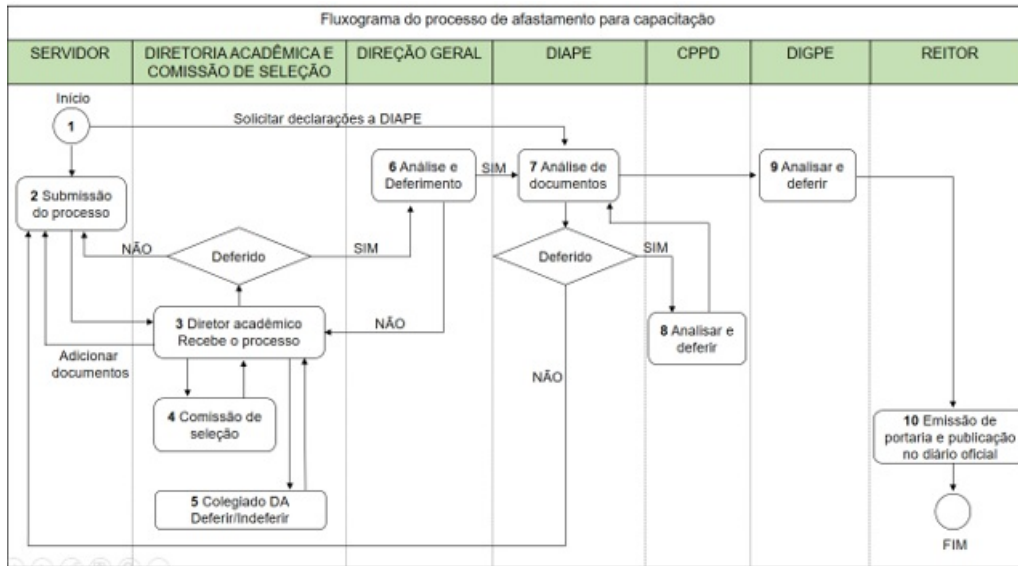 Fluxograma do processo de afastamento para capacitação
SERVIDOR
DIRETORIA ACADÊMICA E
COMISSÃO DE SELEÇÃO
DIREÇÃO GERAL
DIAPE
CPPD
DIGPE
REITOR
Início
1
Solicitar declarações a DIAPE
2 Submissão
do processo
6 Análise e
Deferimento
SIM
7 Análise de
documentos
9 Analisar e
deferir
NÃO
Deferido
SIM
Deferido
SIM
3 Diretor acadêmico
Recebe o processo
NÃO
8 Analisar e
deferir
Adicionar
documentos
NÃO
4 Comissão de
seleção
10 Emissão de
portaria e publicação
no diário oficial
5 Colegiado DA
Deferir/Indeferir
FIM